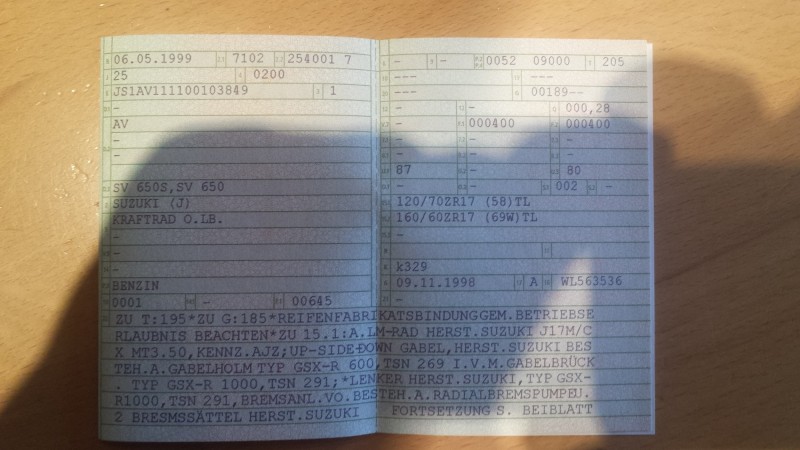 06.05.1999 7102 254001 7
25 0200
JS1AV111100103849 1
-
AV
-
-
-
SV 650S,SV 650
SUZUKI (J)
KRAFTRAD O.LB.
-
-
-
BENZIN
0001 - 00645
- - 0052 09000 205
--- ---
--- 00189--
- - 000,28
- 000400 000400
- - -
- - -
87 - 80
- - 002 -
120/70ZR17 (58)TL
160/60ZR17 (69W)TL
-
-
k329
09.11.1998 A WL563536
-
ZU T:195*ZU G:185*REIFENFABRIKATSBINDUNGGEM.BETRIEBSE
RLAUBNIS BEACHTEN*ZU 15.1:A.LM-RAD HERST.SUZUKI J17M/C
X MT3.50,KENNZ.AJZ;UP-SIDE-DOWN GABEL,HERST.SUZUKI BES
TEH.A.GABELHOLM TYP GSX-R 600,TSN 269 I.V.M.GABELBRÜCK
. TYP GSX-R 1000,TSN 291;*LENKER HERST.SUZUKI,TYP GSX-
R1000,TSN 291,BREMSANL.VO.BESTEH.A.RADIALBREMSPUMPEU.
2 BRESMSSÄTTEL HERST.SUZUKI FORTSETZUNG S. BEIBLATT